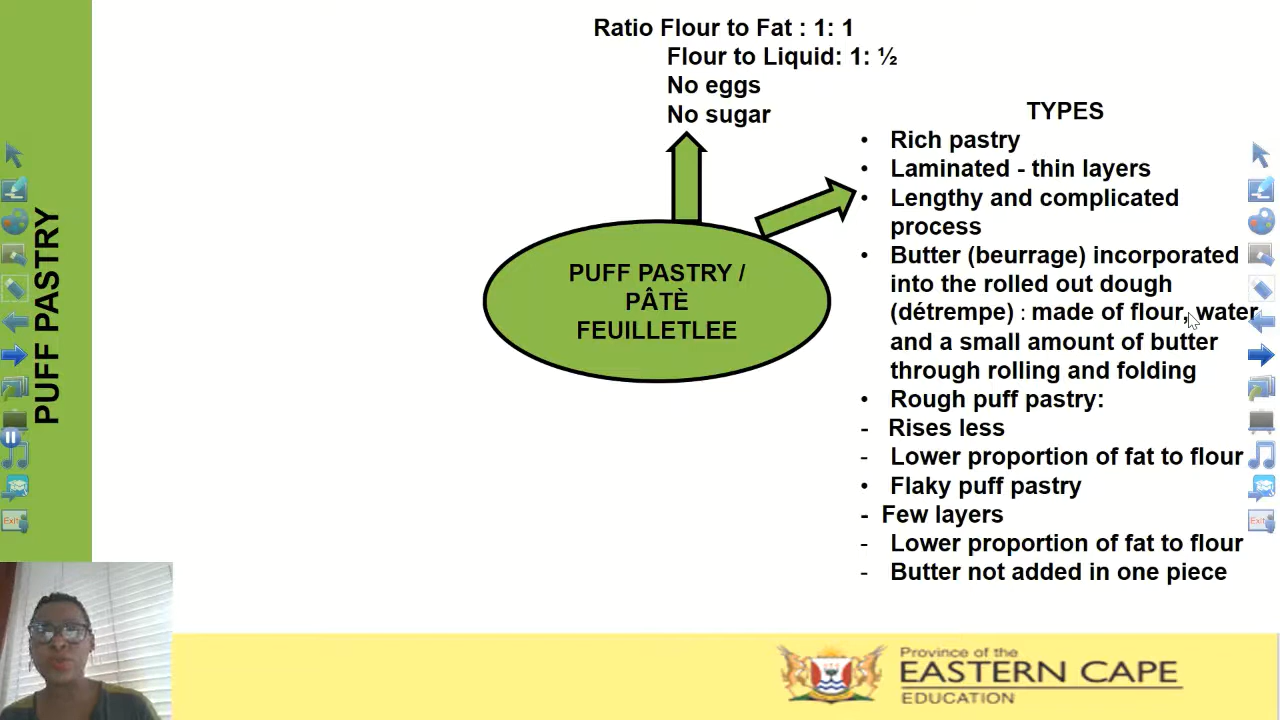 Ratio Flour to Fat : 1: 1
Flour to Liquid: 1: ½
No eggs
No sugar
TYPES
• Rich pastry
• Laminated - thin layers
• Lengthy and complicated
process
• Butter (beurrage) incorporated
into the rolled out dough
(détrempe) : made of flour, water
and a small amount of butter
through rolling and folding
• Rough puff pastry:
- Rises less
- Lower proportion of fat to flour
• Flaky puff pastry
- Few layers
- Lower proportion of fat to flour
- Butter not added in one piece
PUFF PASTRY /
PÂTÈ
FEUILLETLEE
PUFF PASTRY
Exit
Exit
Province of the
EASTERN CAPE
EDUCATION